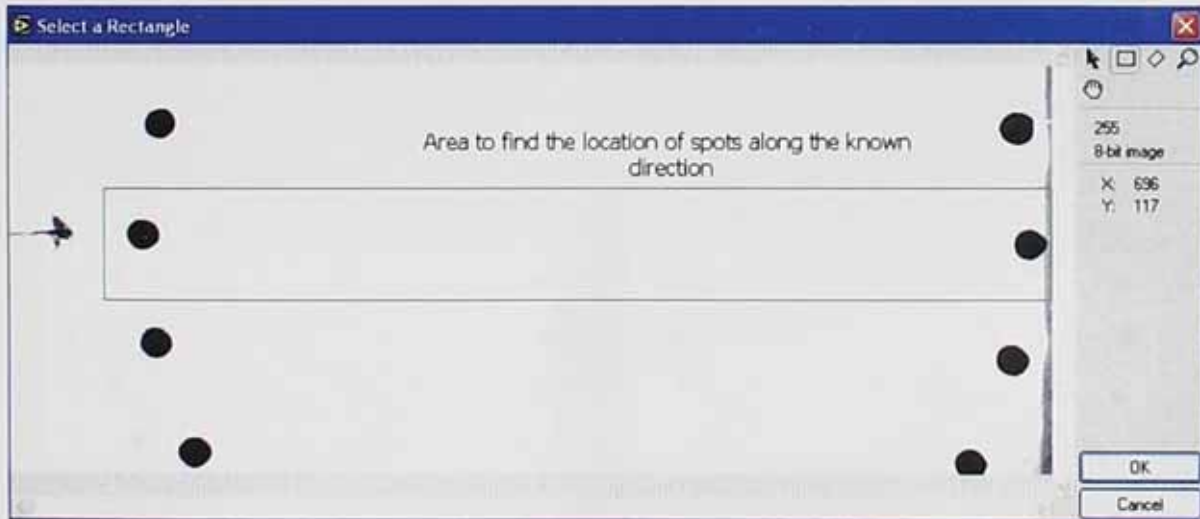 Select a Rectangle
Area to find the location of spots along the known
direction
255
8-bit image
X: 696
Y: 117
OK
Cancel